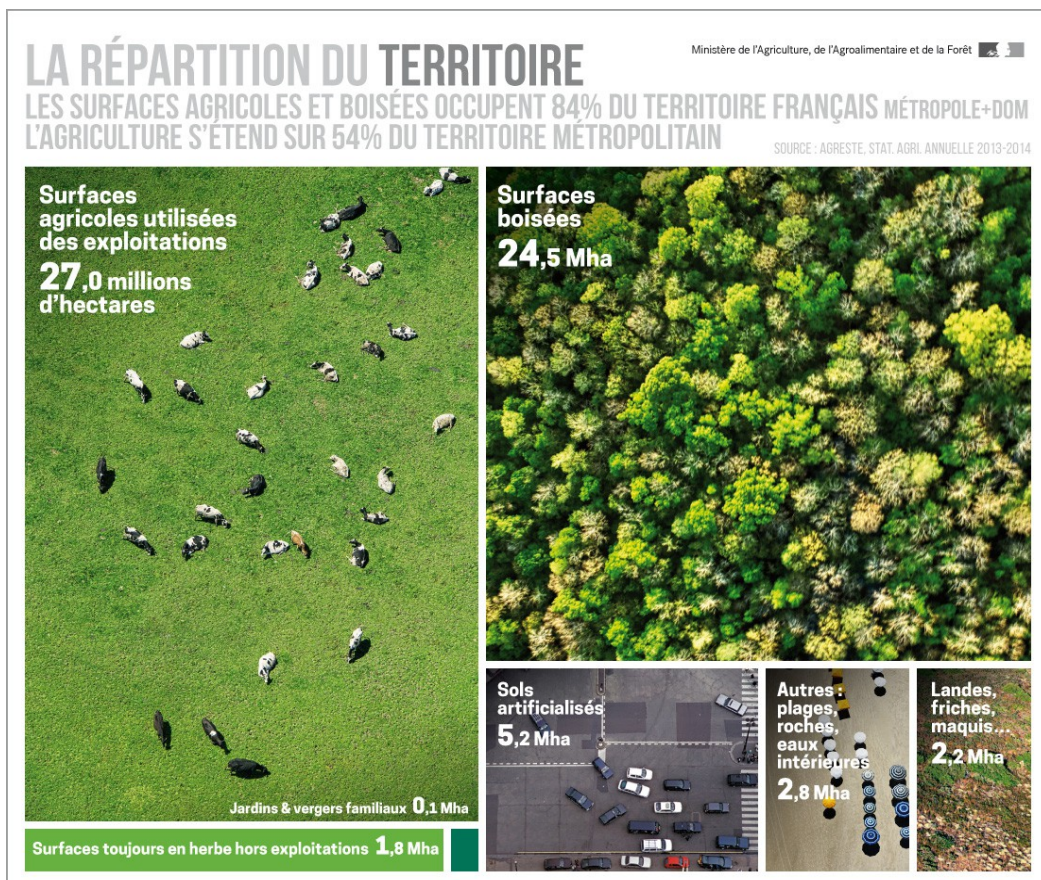 LA RÉPARTITION DU TERRITOIRE
Ministère de l'Agriculture, de l'Agroalimentaire et de la Forêt
LES SURFACES AGRICOLES ET BOISÉES OCCUPENT 84% DU TERRITOIRE FRANÇAIS MÉTROPOLE+DOM
L'AGRICULTURE S'ÉTEND SUR 54% DU TERRITOIRE MÉTROPOLITAIN
SOURCE : AGRESTE, STAT. AGRI. ANNUELLE 2013-2014
Surfaces
agricoles utilisées
des exploitations
27,0 millions
d'hectares
Surfaces
boisées
24,5 Mha
Sols
artificialisés
5,2 Mha
Autres :
plages,
roches,
eaux
intérieures
2,8 Mha
Landes,
friches,
maquis...
2,2 Mha
Jardins & vergers familiaux 0,1 Mha
Surfaces toujours en herbe hors exploitations 1,8 Mha